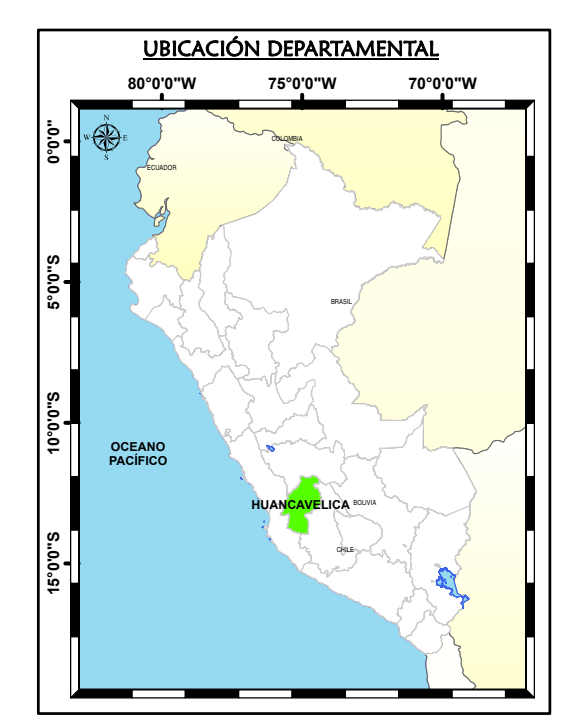 UBICACIÓN DEPARTAMENTAL
80°0'0"W 75°0'0"W 70°0'0"W
0°0'0"
N
W E
S
COLOMBIA
ECUADOR
5°0'0"S
BRASIL
10°0'0"S
OCEANO
PACÍFICO
HUANCAVELICA
BOLIVIA
CHILE
15°0'0"S